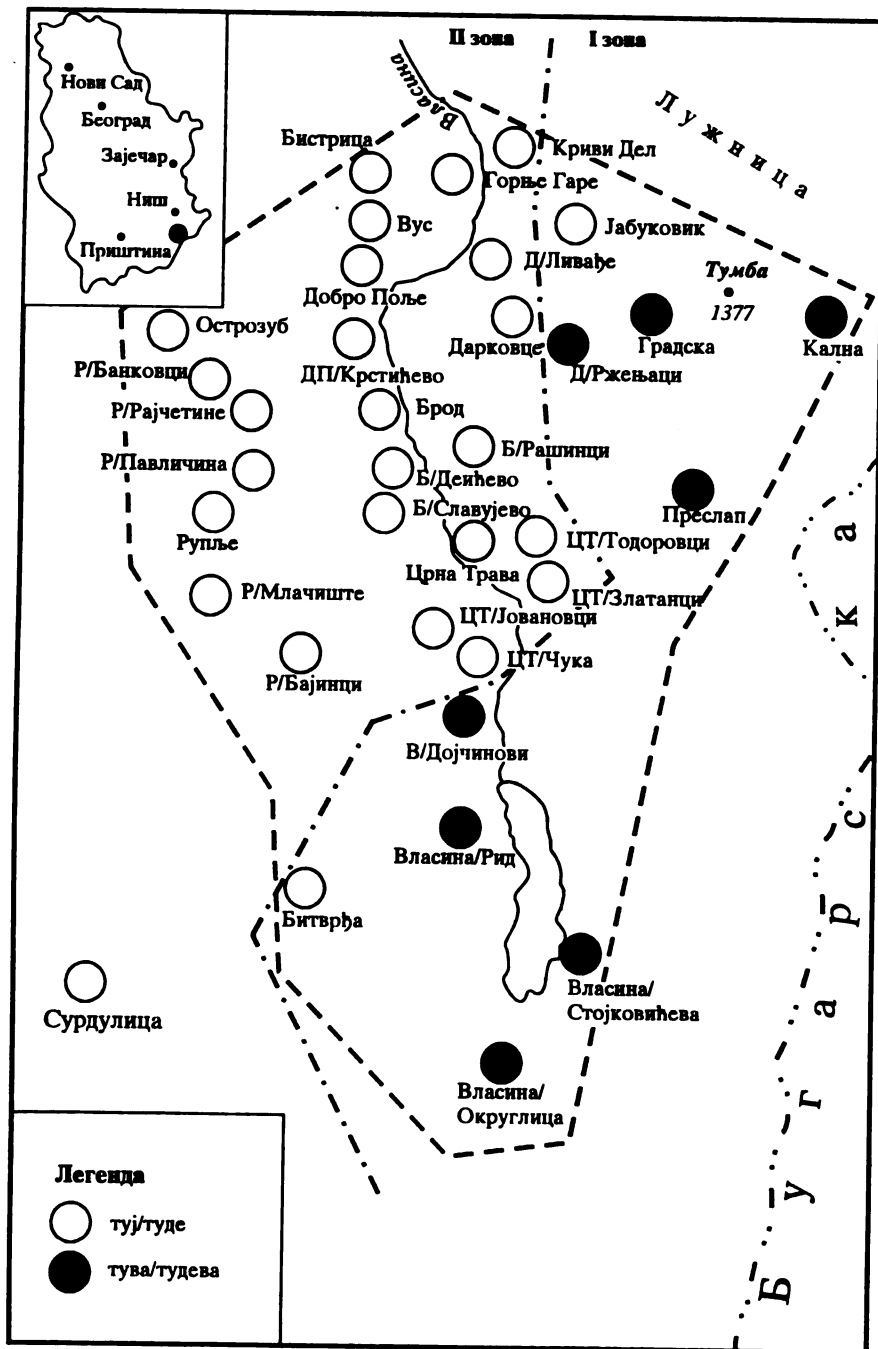 II зона
I зона
Нови Сад
Београд
Зајечар
Ниш
Приштина
Власина
Лужница
Бистрица
Криви Дел
Горње Гаре
Вус
Јабуковик
Д/Ливађе
Тумба
1377
Добро Поље
Острозуб
Дарковце
Градска
Кална
Р/Банковци
ДП/Крстићево
Д/Ржењаци
Р/Рајчетине
Брод
Б/Рашинци
Р/Павличина
Б/Деићево
Б/Славујево
Преслап
Рупље
ЦТ/Тодоровци
Црна Трава
Р/Млачиште
ЦТ/Златанци
ЦТ/Јовановци
Р/Бајинци
ЦТ/Чука
В/Дојчинови
Власина/Рид
Битврђа
Власина/
Стојковићева
Сурдулица
Власина/
Округлица
Бугарска
Легенда
туј/туде
тува/тудева